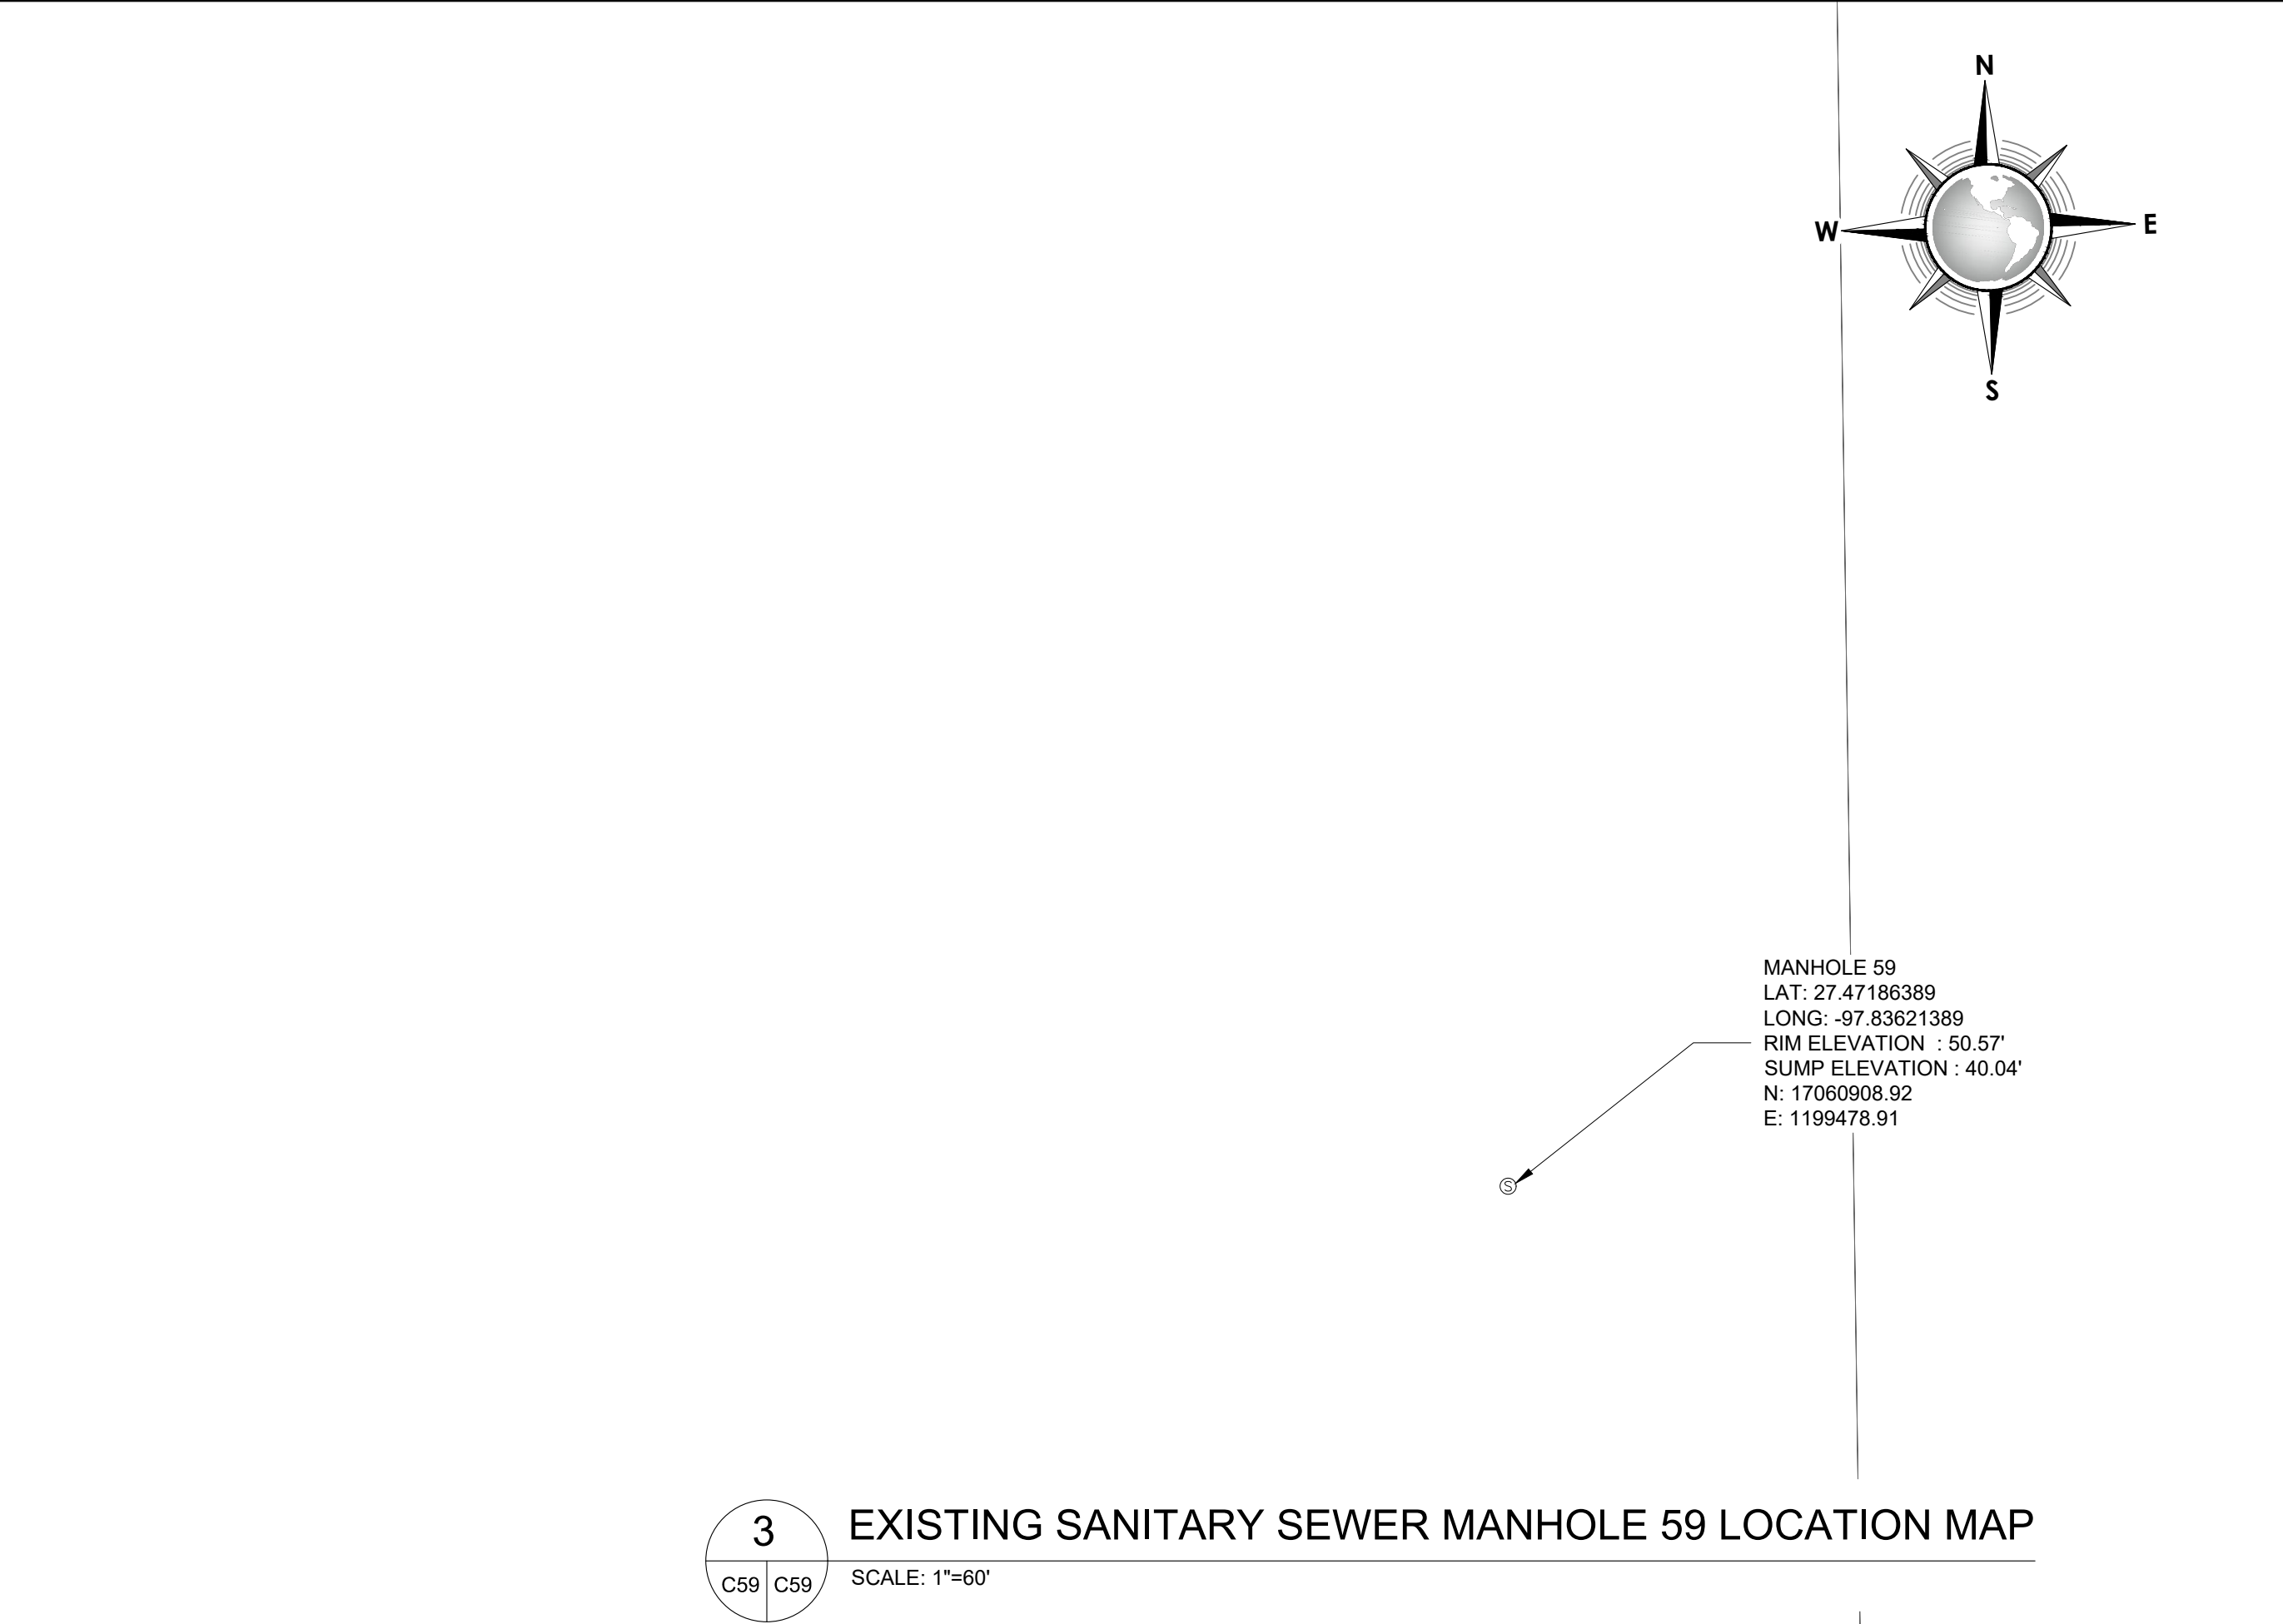 N
W
E
S
MANHOLE 59
LAT: 27.47186389
LONG: -97.83621389
RIM ELEVATION : 50.57'
SUMP ELEVATION : 40.04'
N: 17060908.92
E: 1199478.91
S
3
EXISTING SANITARY SEWER MANHOLE 59 LOCATION MAP
C59 C59
SCALE: 1"=60'